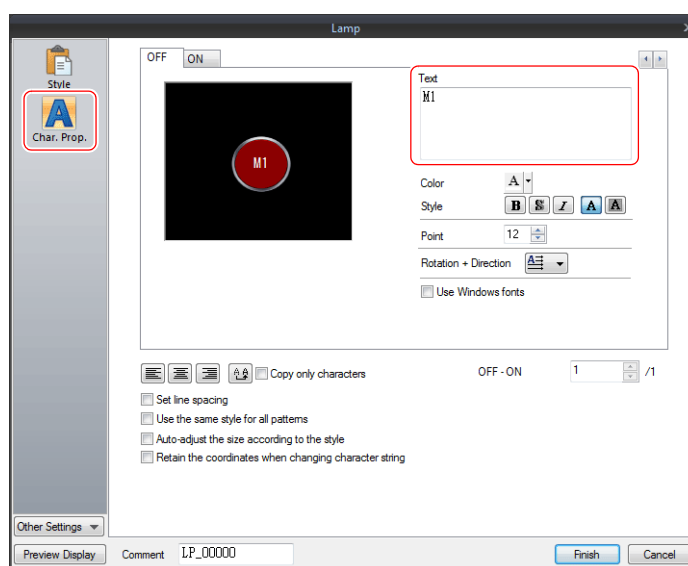 Lamp
Style
Char. Prop.
OFF ON
Text
M1
M1
Color A
Style B S I A A
Point 12
Rotation + Direction A
Use Windows fonts
Copy only characters
OFF - ON 1 /1
Set line spacing
Use the same style for all patterns
Auto-adjust the size according to the style
Retain the coordinates when changing character string
Other Settings
Preview Display
Comment LP_00000
Finish Cancel